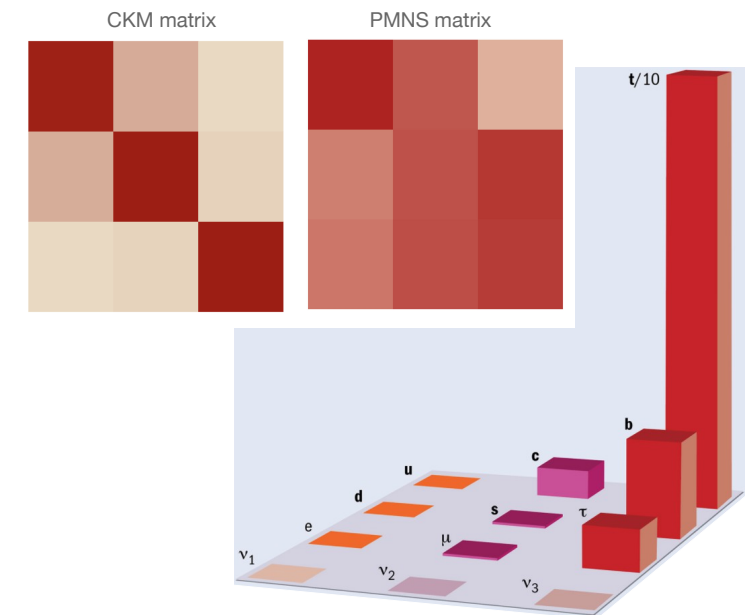 CKM matrix
PMNS matrix
t/10
b
c
u
d
s
τ
e
μ
ν1
ν2
ν3